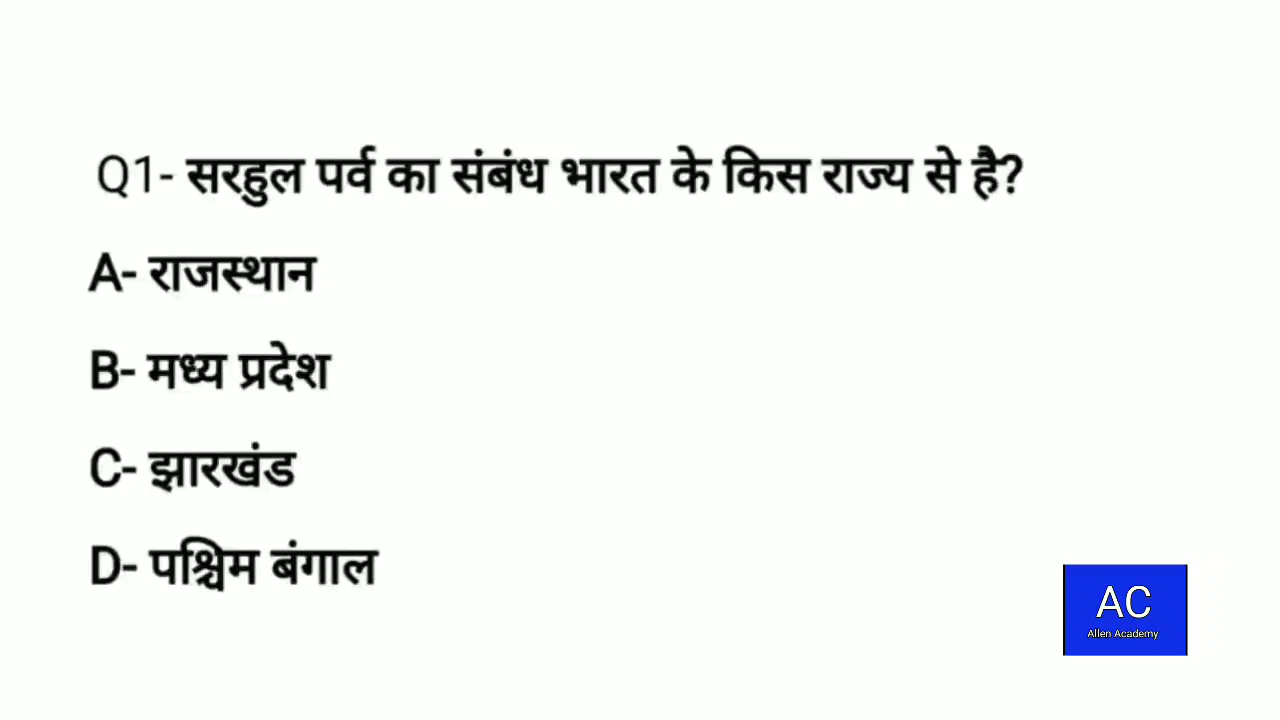 Q1- सरहुल पर्व का संबंध भारत के किस राज्य से है?
A- राजस्थान
B- मध्य प्रदेश
C- झारखंड
D- पश्चिम बंगाल
AC
Allen Academy